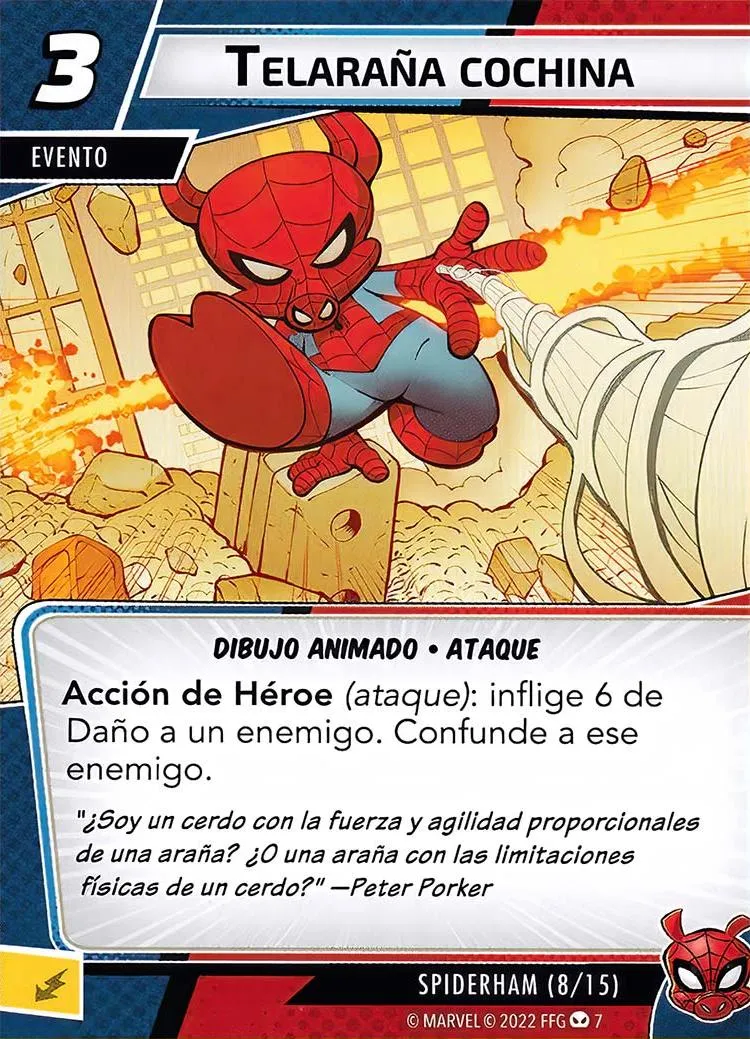 3
TELARAÑA COCHINA
EVENTO
DIBUJO ANIMADO • ATAQUE
Acción de Héroe (ataque): inflige 6 de
Daño a un enemigo. Confunde a ese
enemigo.
"¿Soy un cerdo con la fuerza y agilidad proporcionales
de una araña? ¿O una araña con las limitaciones
físicas de un cerdo?" —Peter Porker
SPIDERHAM (8/15)
© MARVEL © 2022 FFG 7